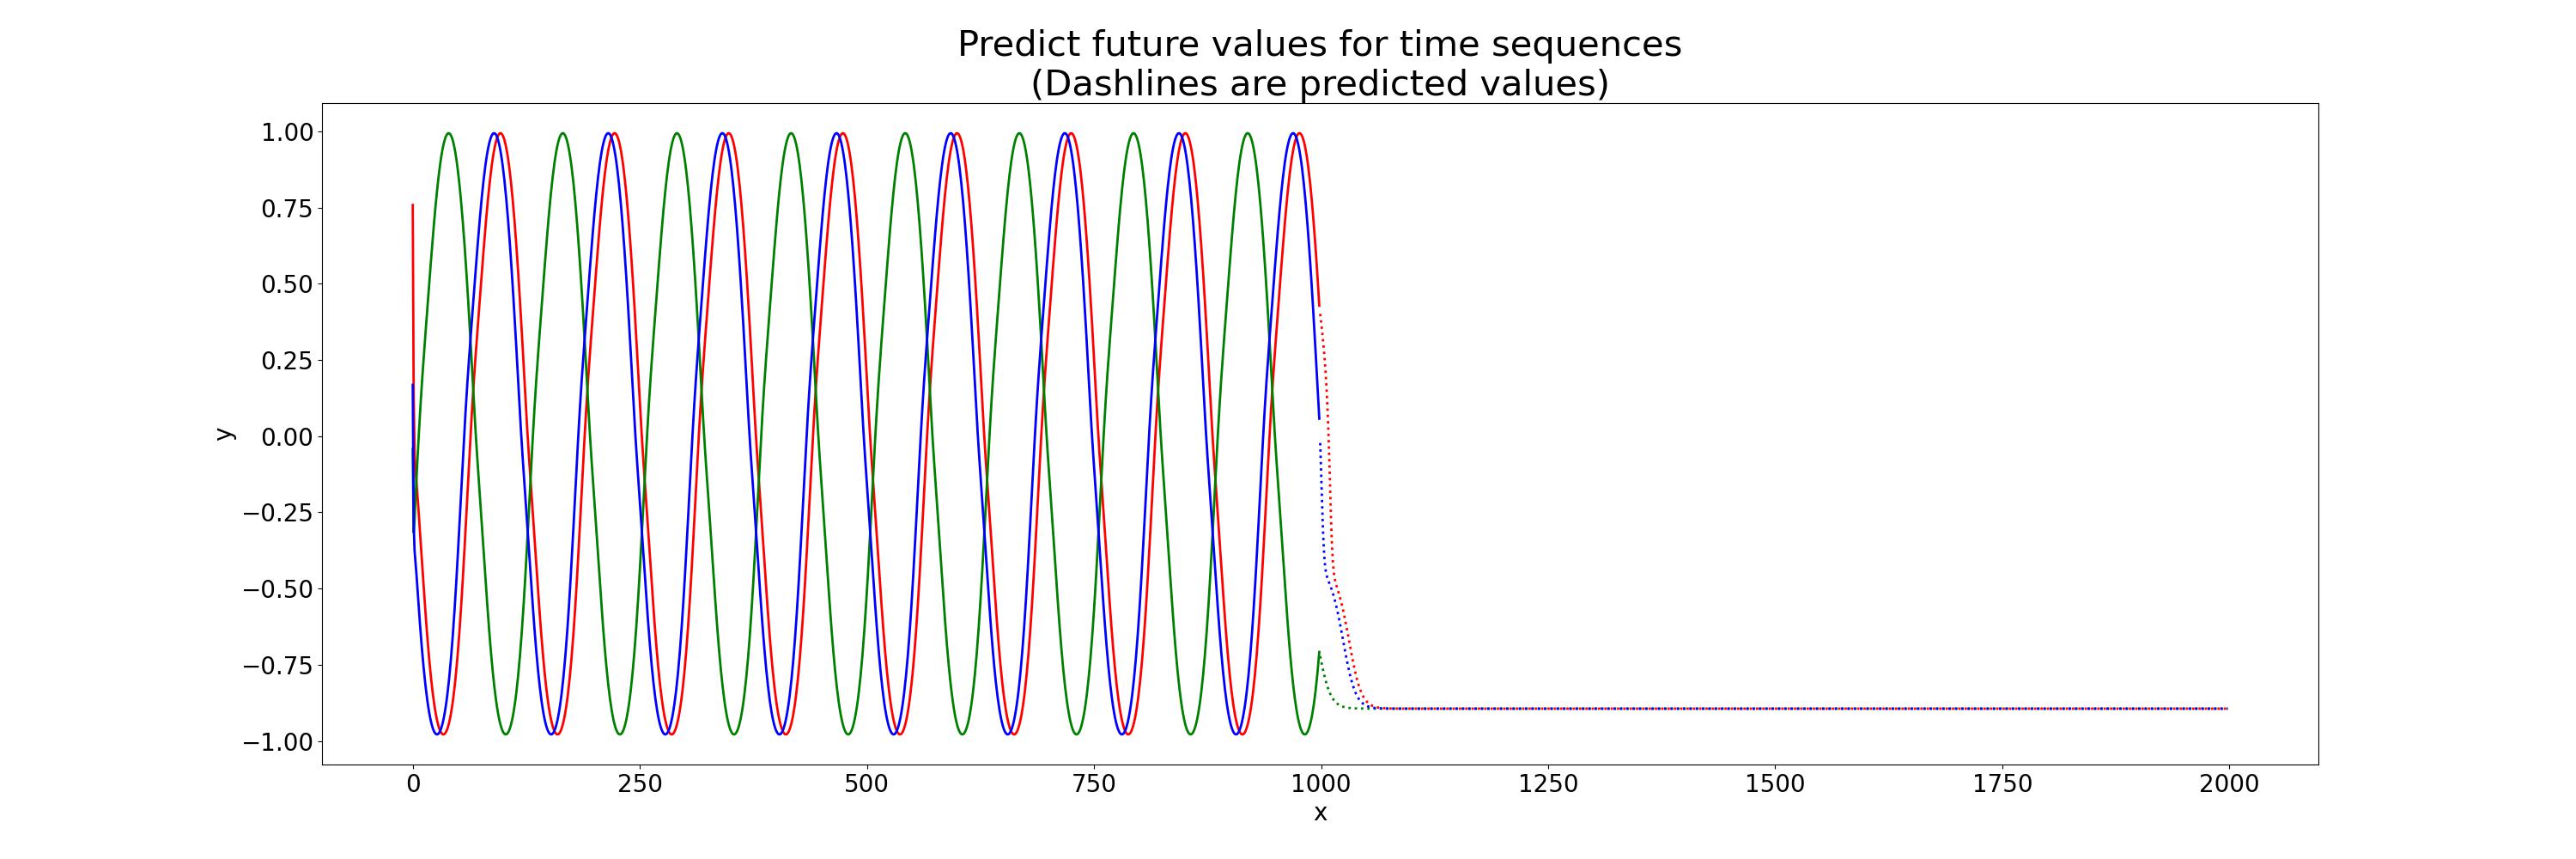 Predict future values for time sequences
(Dashlines are predicted values)
1.00
0.75
0.50
0.25
0.00
−0.25
−0.50
−0.75
−1.00
y
0 250 500 750 1000 1250 1500 1750 2000
x